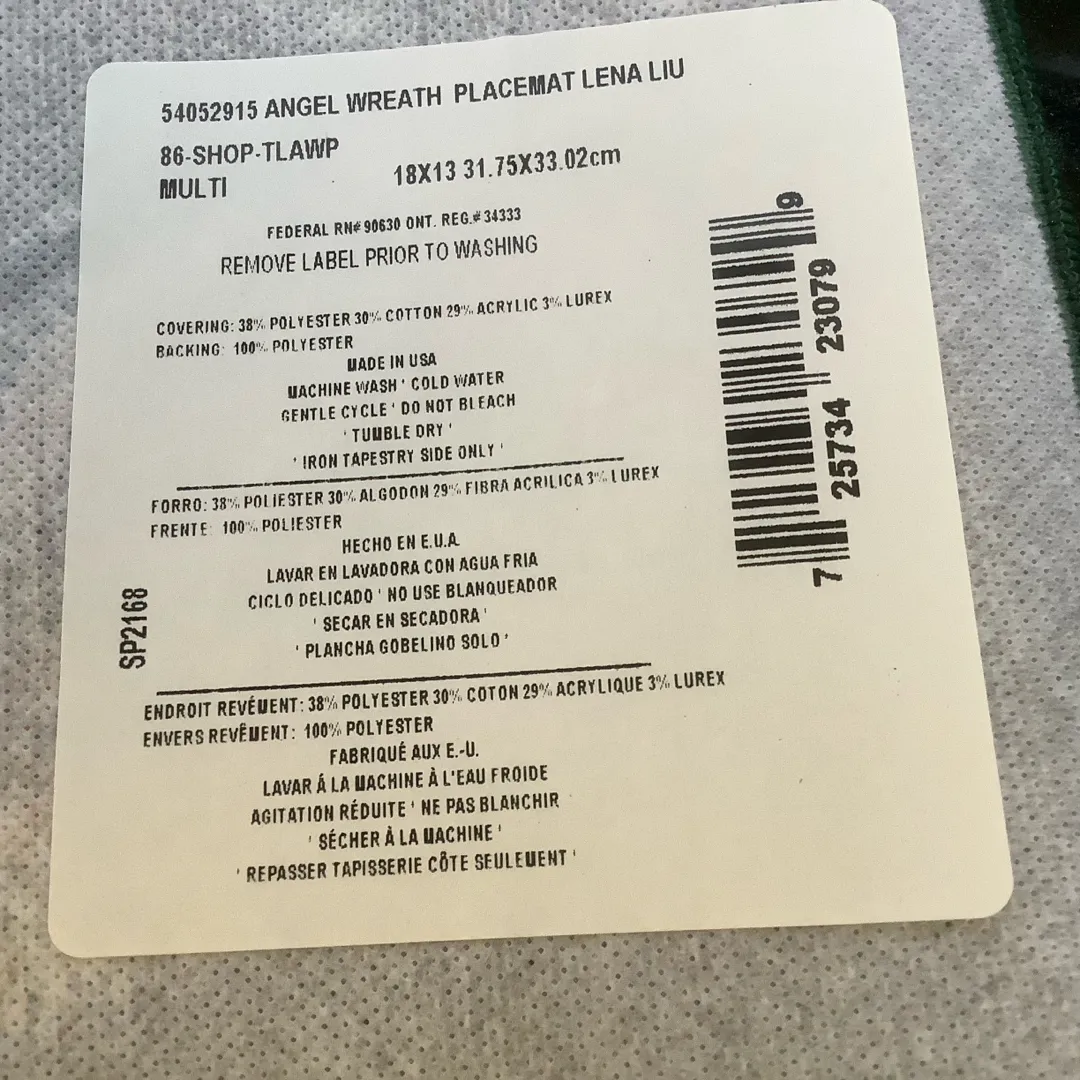 54052915 ANGEL WREATH PLACEMAT LENA LIU
86-SHOP-TLAWP
MULTI 18X13 31.75X33.02cm
FEDERAL RN# 90630 ONT. REG.# 34333
REMOVE LABEL PRIOR TO WASHING
COVERING: 38% POLYESTER 30% COTTON 29% ACRYLIC 3% LUREX
BACKING: 100% POLYESTER
MADE IN USA
MACHINE WASH ' COLD WATER
GENTLE CYCLE ' DO NOT BLEACH
' TUMBLE DRY '
' IRON TAPESTRY SIDE ONLY '
FORRO: 38% POLIESTER 30% ALGODON 29% FIBRA ACRILICA 3% LUREX
FRENTE: 100% POLIESTER
HECHO EN E.U.A.
LAVAR EN LAVADORA CON AGUA FRIA
CICLO DELICADO ' NO USE BLANQUEADOR
' SECAR EN SECADORA '
' PLANCHA GOBELINO SOLO '
ENDROIT REVÉMENT: 38% POLYESTER 30% COTON 29% ACRYLIQUE 3% LUREX
ENVERS REVÊMENT: 100% POLYESTER
FABRIQUÉ AUX E.-U.
LAVAR Á LA MACHINE À L'EAU FROIDE
AGITATION RÉDUITE ' NE PAS BLANCHIR
' SÉCHER À LA MACHINE '
' REPASSER TAPISSERIE CÔTE SEULEMENT '
SP2168
7 25734 23079 9